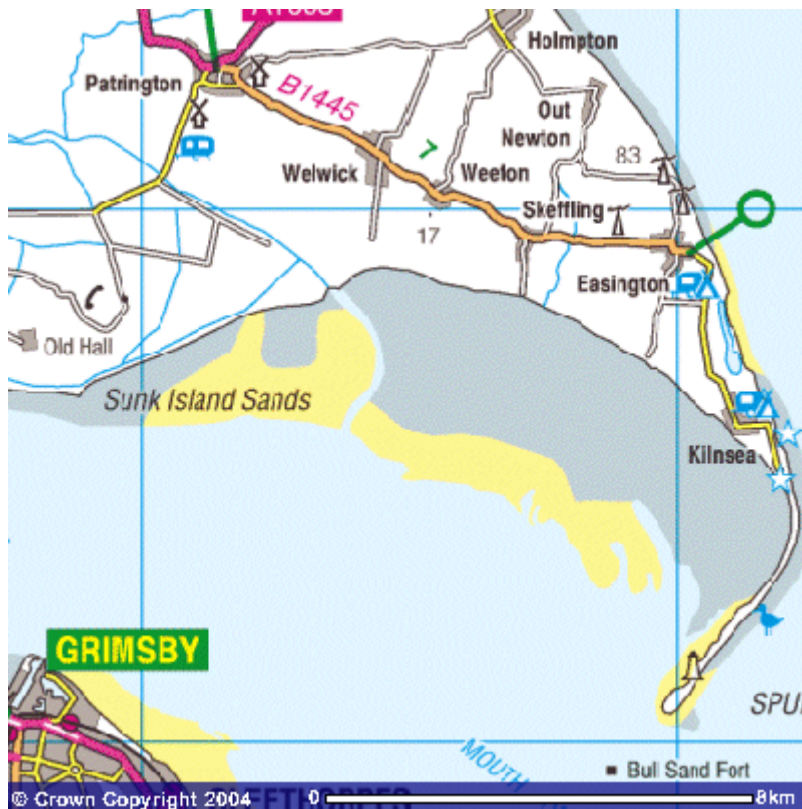 Holmpton
Patrington
B1445
Out
Newton
7
83
Welwick
Weeton
Skeffling
17
Easington
Old Hall
Sunk Island Sands
Kilnsea
GRIMSBY
MOUTH
Bull Sand Fort
© Crown Copyright 2004
0
8km